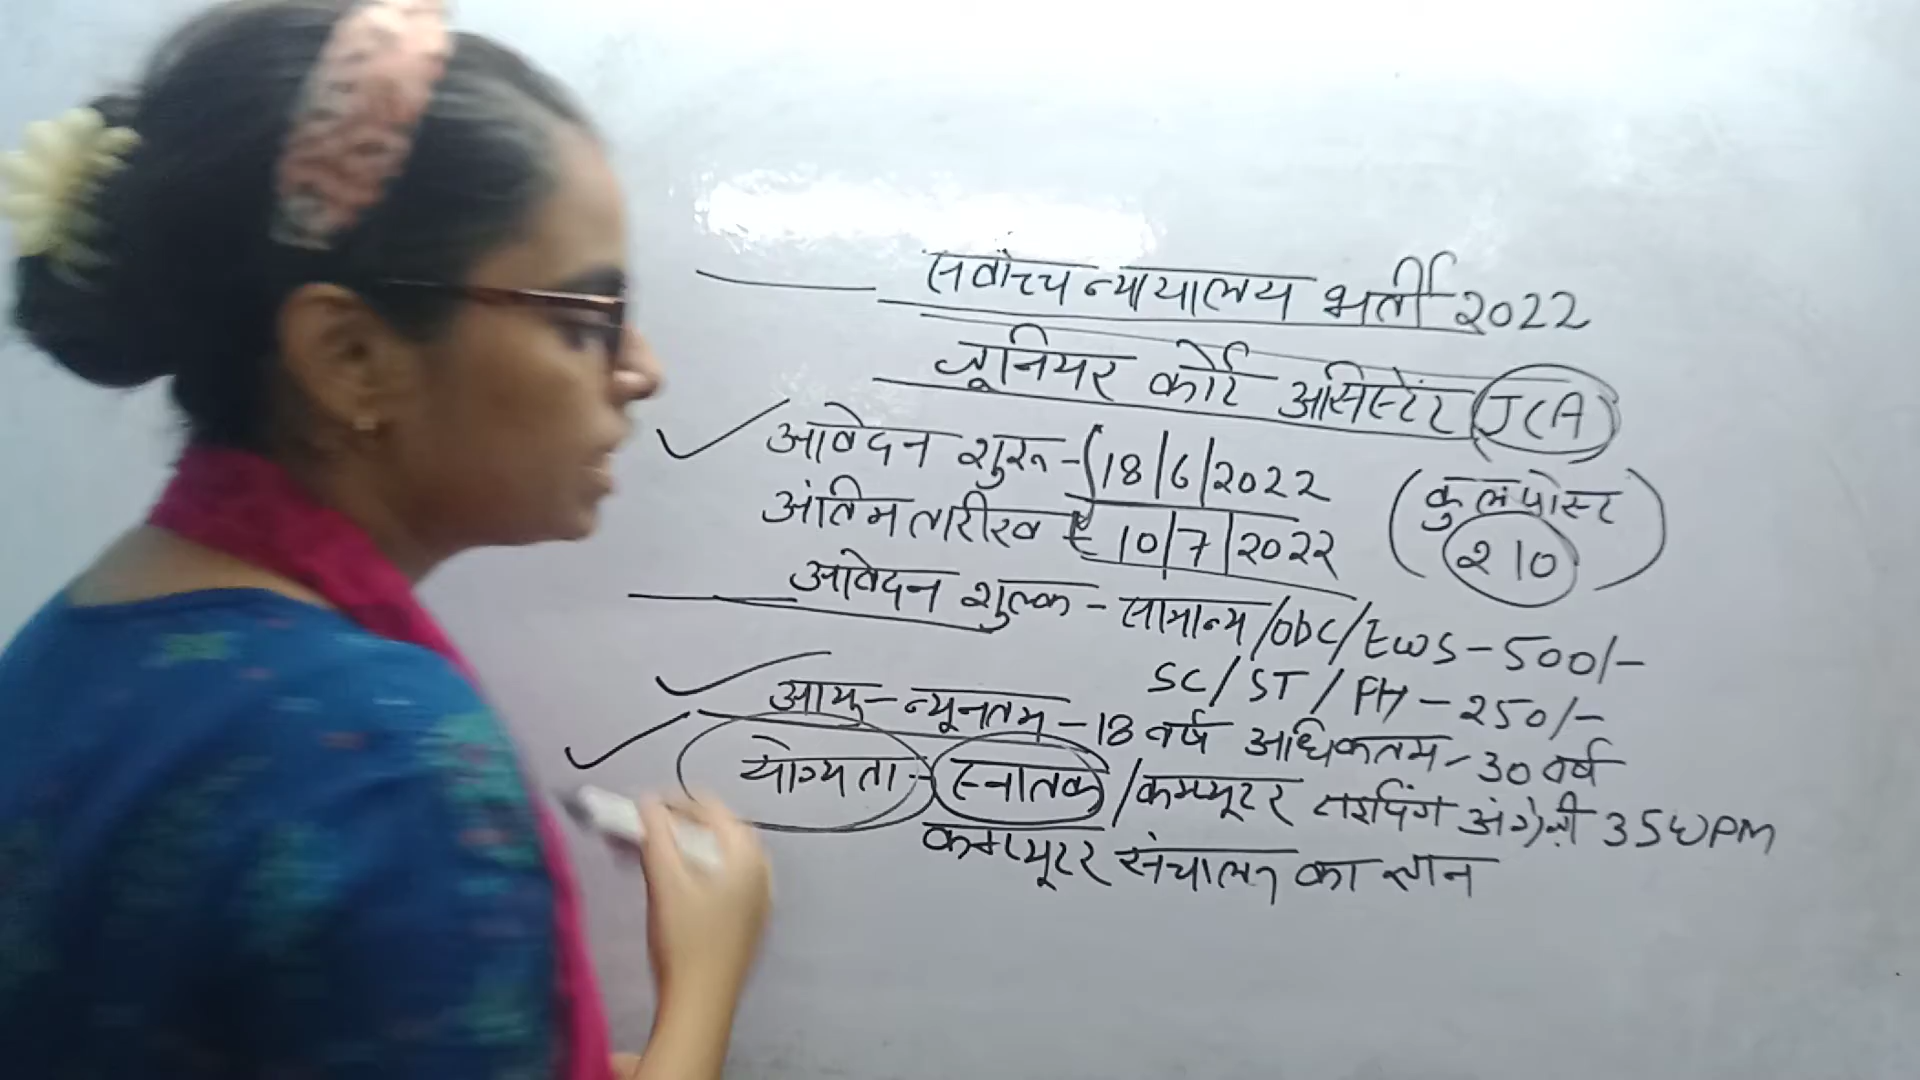 सर्वोच्च न्यायालय भर्ती 2022
जूनियर कोर्ट असिस्टेंट JCA
आवेदन शुरू - 18/6/2022
अंतिम तारीख 10/7/2022
(कुल पोस्ट 210)
आवेदन शुल्क - सामान्य/obc/EWS - 500/-
SC/ST/PH - 250/-
आयु - न्यूनतम - 18 वर्ष अधिकतम - 30 वर्ष
योग्यता - स्नातक/कम्प्यूटर टाइपिंग अंग्रेजी 35WPM
कम्प्यूटर संचालन का ज्ञान